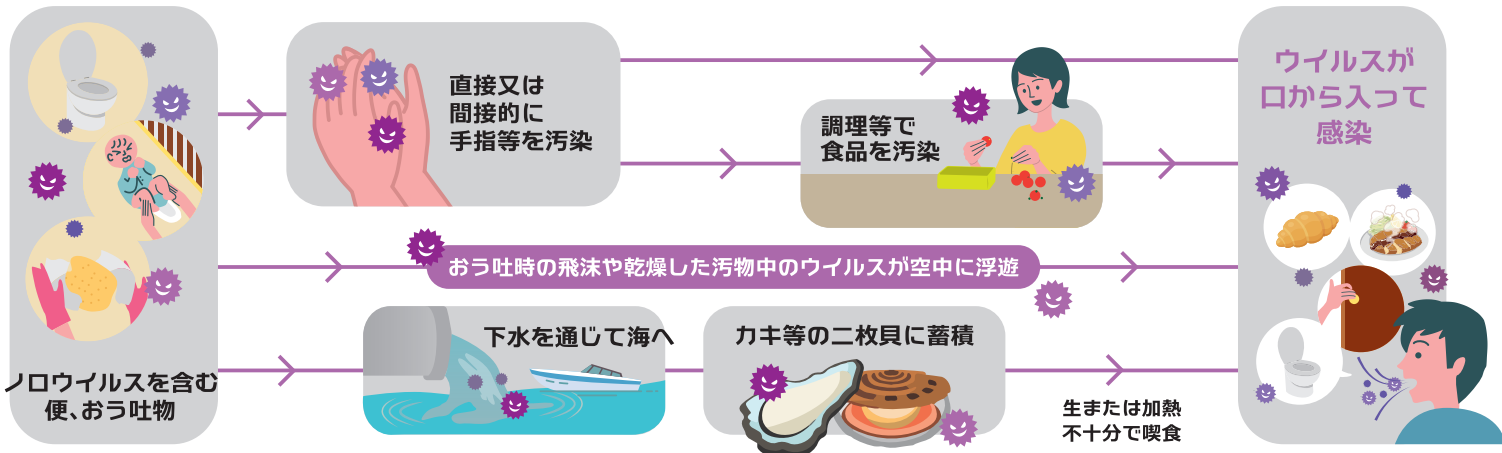 ノロウイルスを含む
便、おう吐物
直接又は
間接的に
手指等を汚染
調理等で
食品を汚染
おう吐時の飛沫や乾燥した汚物中のウイルスが空中に浮遊
下水を通じて海へ
カキ等の二枚貝に蓄積
生または加熱
不十分で喫食
ウイルスが
口から入って
感染